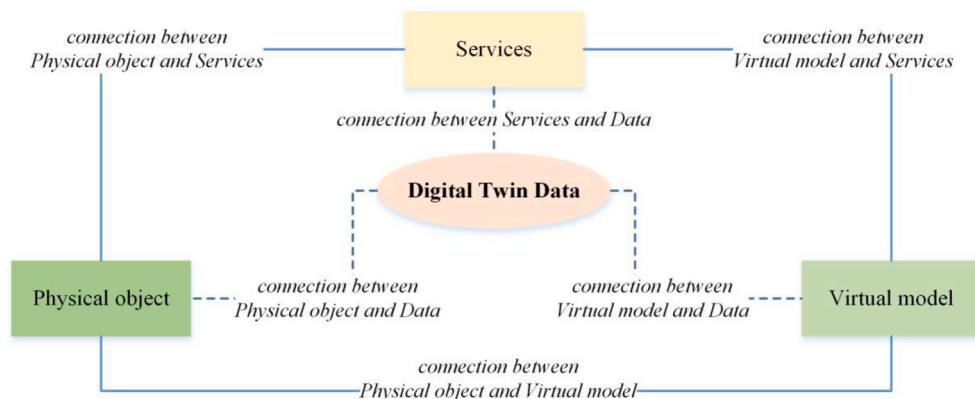 connection between
Physical object and Services
Services
connection between
Virtual model and Services
connection between Services and Data
Digital Twin Data
Physical object
connection between
Physical object and Data
connection between
Virtual model and Data
Virtual model
connection between
Physical object and Virtual model